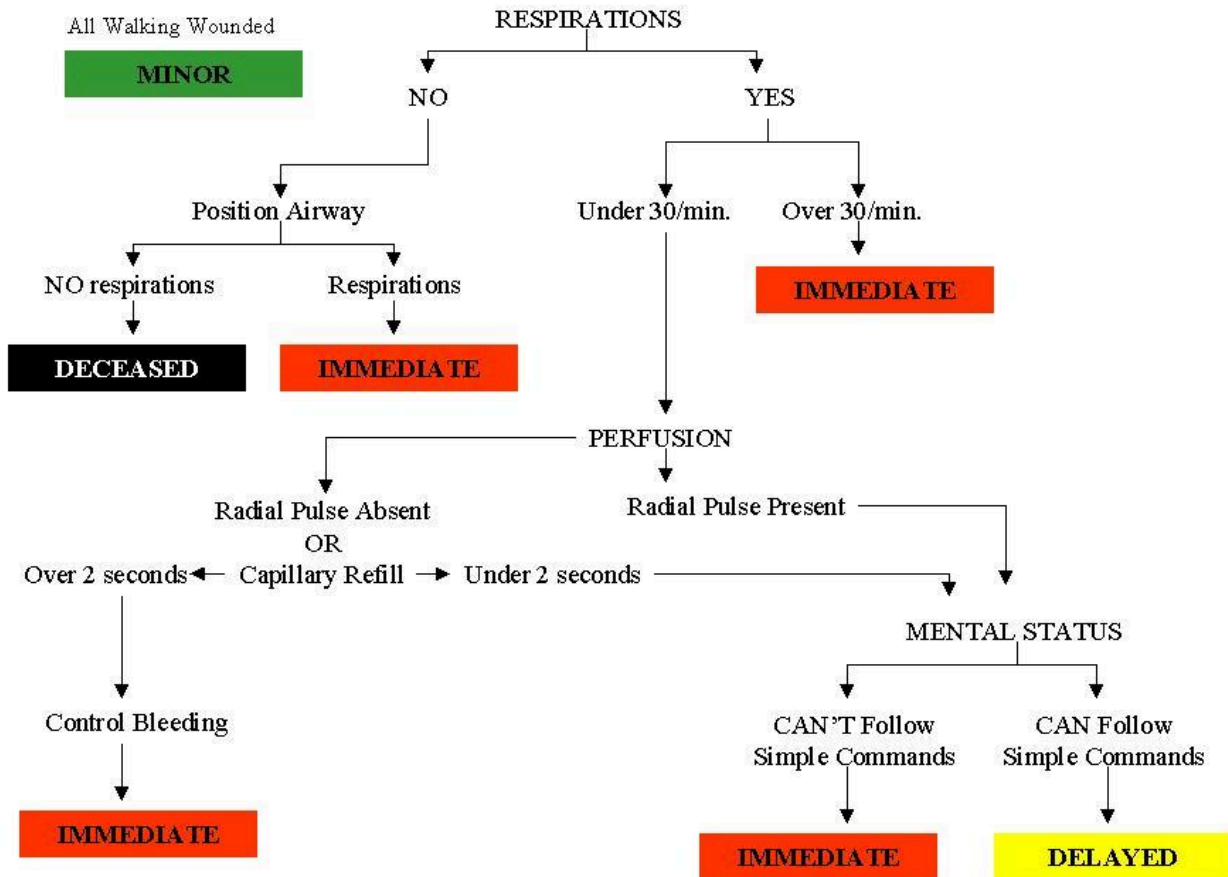 All Walking Wounded
MINOR
RESPIRATIONS
NO
YES
Position Airway
Under 30/min.
Over 30/min.
NO respirations
Respirations
IMMEDIATE
DECEASED
IMMEDIATE
PERFUSION
Radial Pulse Absent
Radial Pulse Present
OR
Over 2 seconds
Capillary Refill
Under 2 seconds
MENTAL STATUS
Control Bleeding
CAN'T Follow
Simple Commands
CAN Follow
Simple Commands
IMMEDIATE
IMMEDIATE
DELAYED